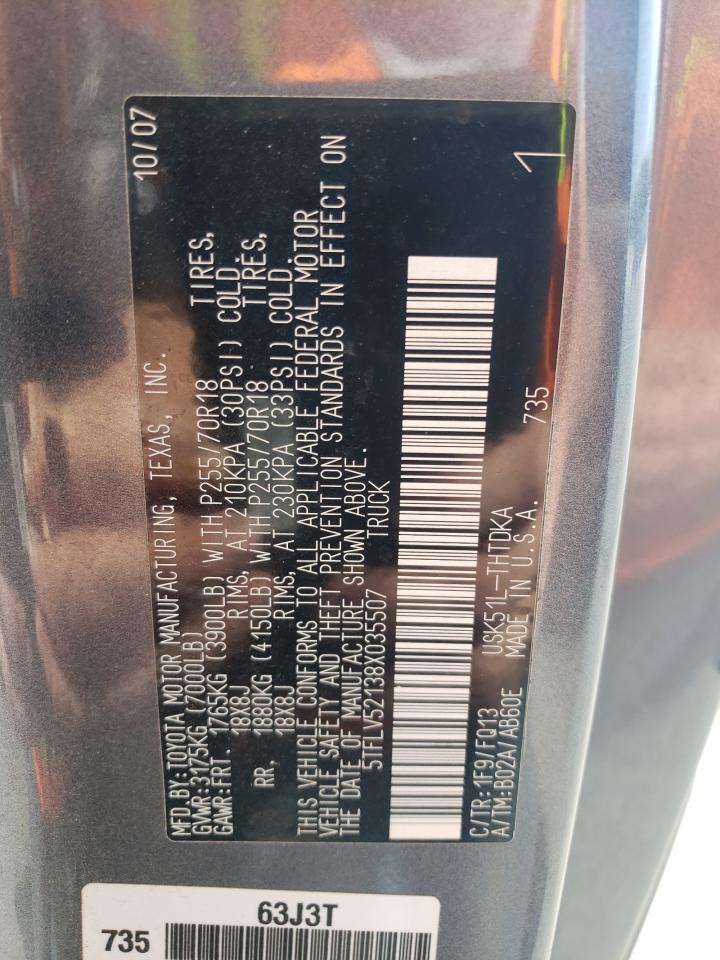 MFD BY:TOYOTA MOTOR MANUFACTURING, TEXAS, INC. 10/07
GVWR:3175KG (7000LB)
GAWR:FRT. 1765KG (3900LB) WITH P255/70R18 TIRES,
18X8J RIMS, AT 210KPA (30PSI) COLD.
RR, 1880KG (4150LB) WITH P255/70R18 TIRES,
18X8J RIMS, AT 230KPA (33PSI) COLD.
THIS VEHICLE CONFORMS TO ALL APPLICABLE FEDERAL MOTOR
VEHICLE SAFETY AND THEFT PREVENTION STANDARDS IN EFFECT ON
THE DATE OF MANUFACTURE SHOWN ABOVE.
5TFLV52138X035507 TRUCK
C/TR:1F9/FQ13 USK51L-THTDKA
A/TM:B02A/AB60E MADE IN U.S.A. 735 1
63J3T
735